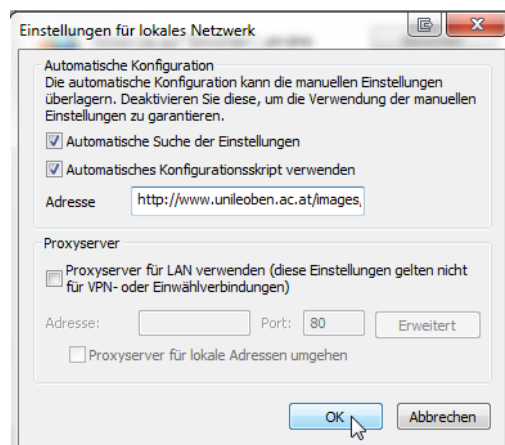 Einstellungen für lokales Netzwerk
Automatische Konfiguration
Die automatische Konfiguration kann die manuellen Einstellungen
überlagern. Deaktivieren Sie diese, um die Verwendung der manuellen
Einstellungen zu garantieren.
Automatische Suche der Einstellungen
Automatisches Konfigurationsskript verwenden
Adresse http://www.unileoben.ac.at/images,
Proxyserver
Proxyserver für LAN verwenden (diese Einstellungen gelten nicht
für VPN- oder Einwählverbindungen)
Adresse: Port: 80 Erweitert
Proxyserver für lokale Adressen umgehen
OK Abbrechen